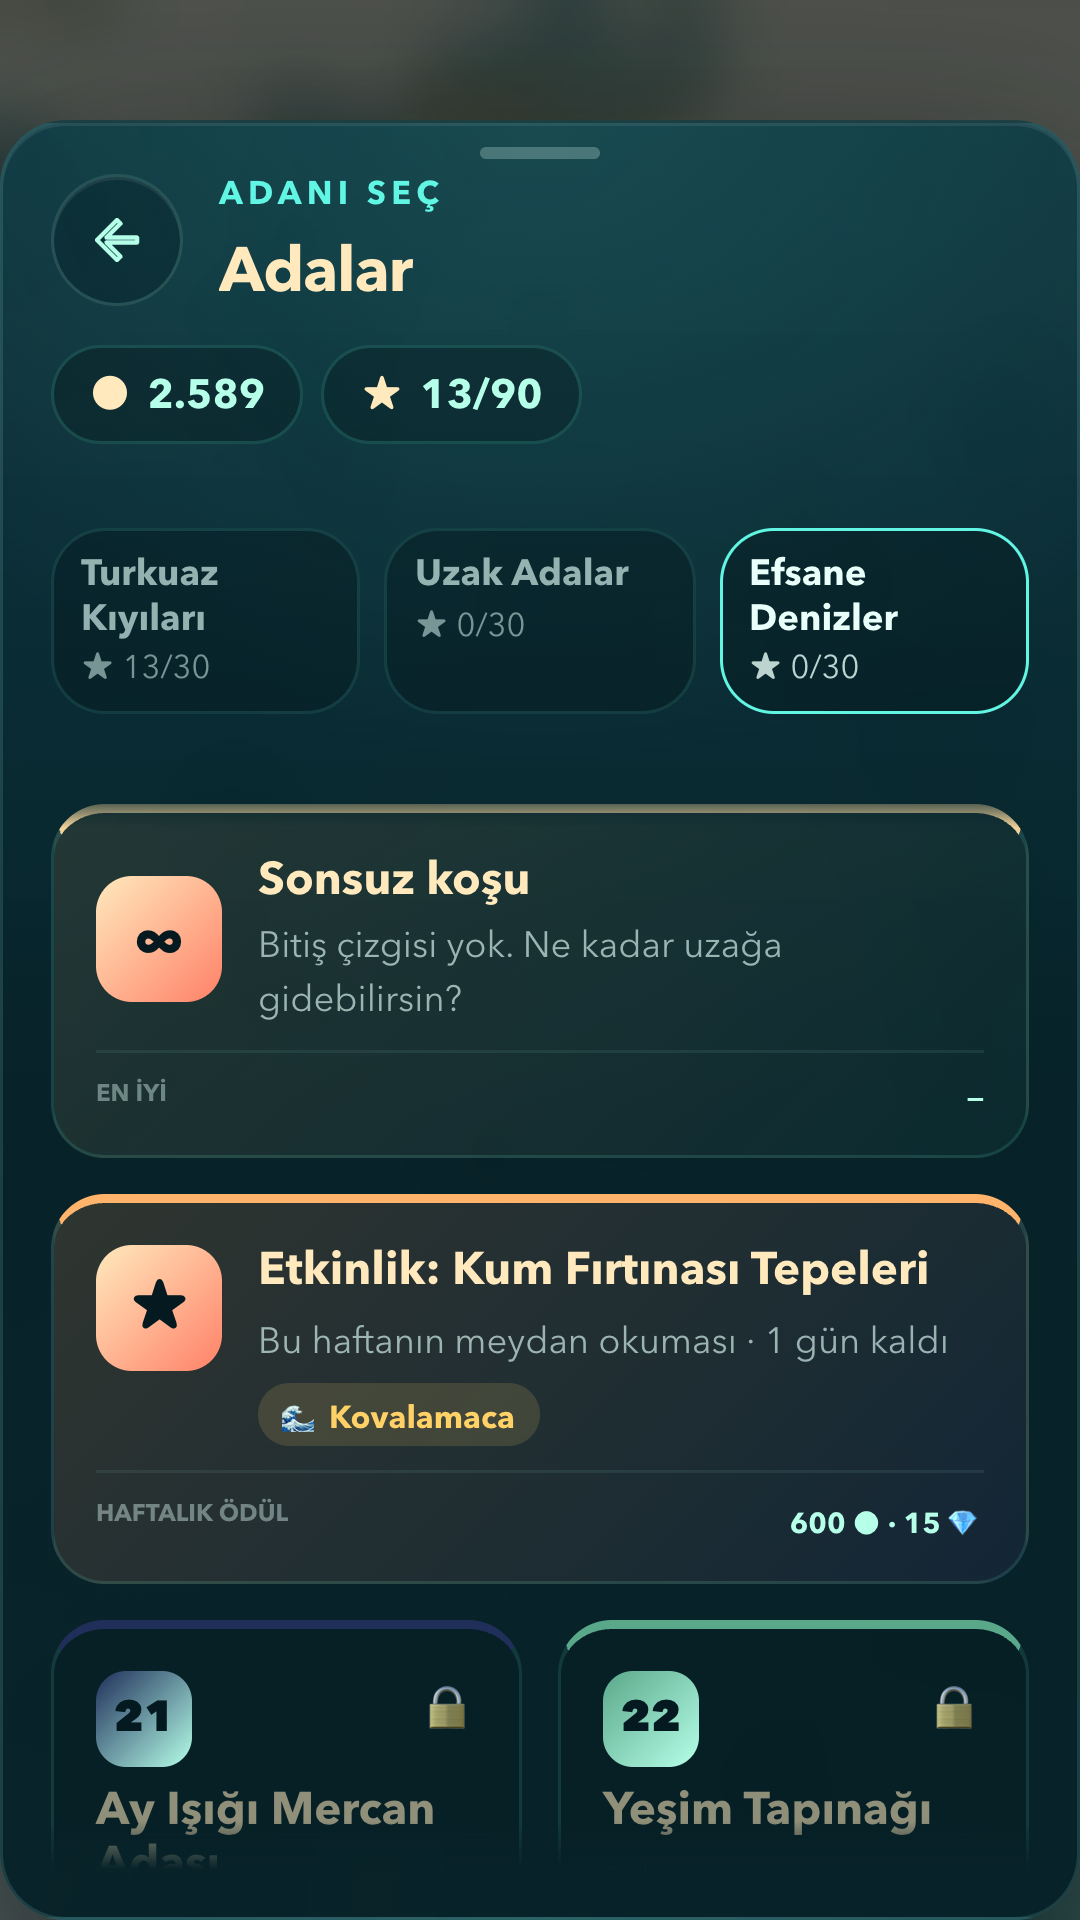 ADANI SEÇ
Adalar
2.589
13/90
Turkuaz
Kıyıları
★ 13/30
Uzak Adalar
★ 0/30
Efsane
Denizler
★ 0/30
Sonsuz koşu
Bitiş çizgisi yok. Ne kadar uzağa
gidebilirsin?
EN İYİ
–
Etkinlik: Kum Fırtınası Tepeleri
Bu haftanın meydan okuması · 1 gün kaldı
🌊 Kovalamaca
HAFTALIK ÖDÜL
600 ● · 15 💎
21
Ay Işığı Mercan
Adası
22
Yeşim Tapınağı